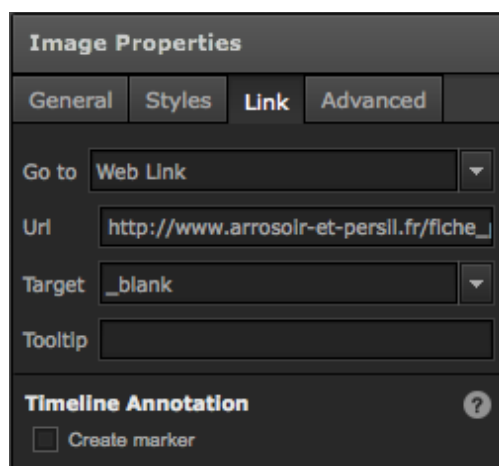 Image Properties
General Styles Link Advanced
Go to Web Link
Url http://www.arrosoir-et-persil.fr/fiche_
Target _blank
Tooltip
Timeline Annotation ?
Create marker